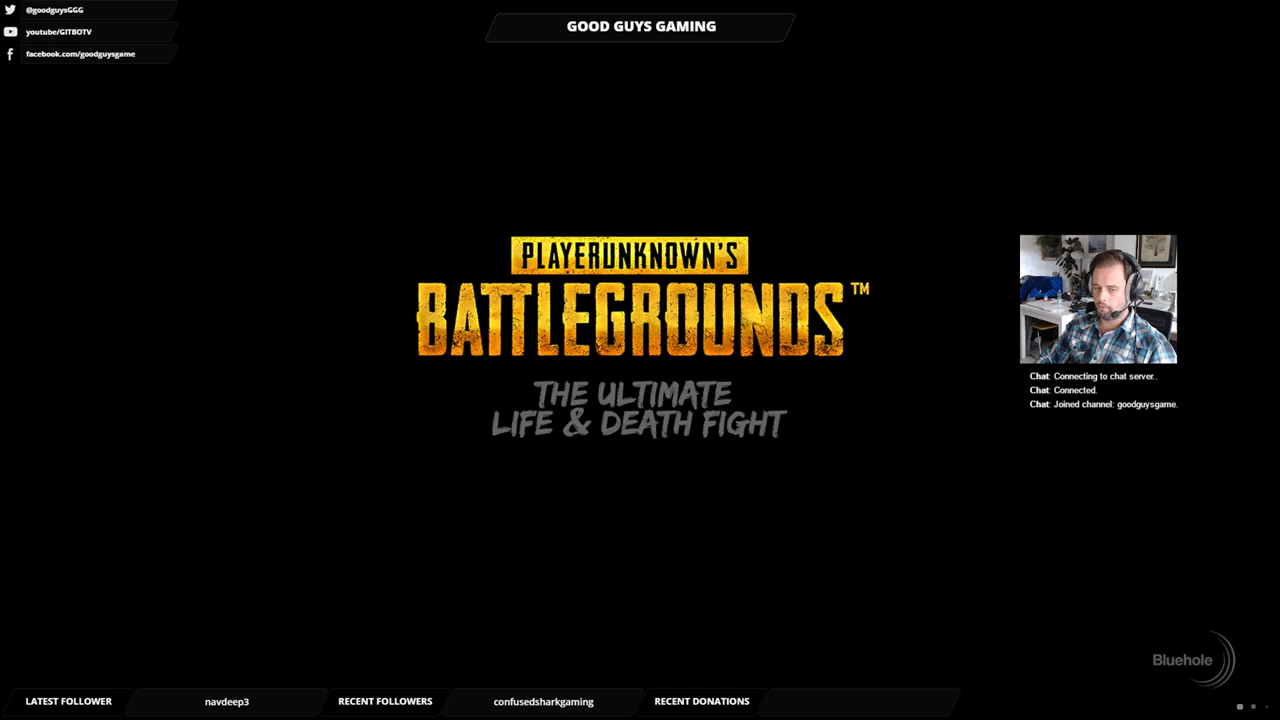 @goodguysGGG
youtube/GITBOTV
facebook.com/goodguysgame
GOOD GUYS GAMING
PLAYERUNKNOWN'S
BATTLEGROUNDS™
THE ULTIMATE
LIFE & DEATH FIGHT
Chat: Connecting to chat server..
Chat: Connected.
Chat: Joined channel: goodguysgame.
Bluehole
LATEST FOLLOWER navdeep3 RECENT FOLLOWERS confusedsharkgaming RECENT DONATIONS